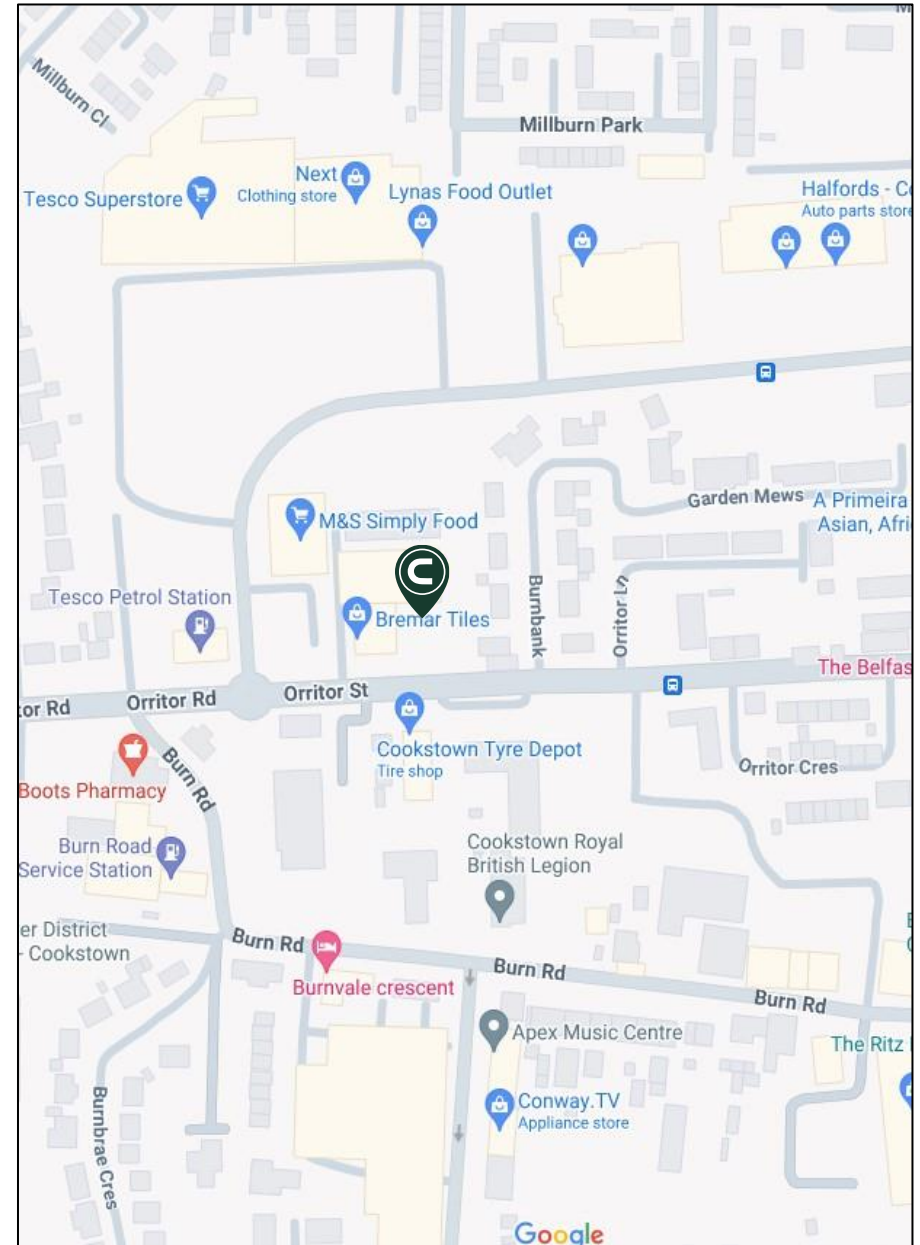 Millburn Cl
Millburn Park
Next
Clothing store
Tesco Superstore
Lynas Food Outlet
Halfords - Co
Auto parts store
Garden Mews
A Primeira
Asian, Afri
M&S Simply Food
Tesco Petrol Station
Bremar Tiles
Burnbank
Orritor Ln
The Belfas
tor Rd
Orritor Rd
Orritor St
Cookstown Tyre Depot
Tire shop
Orritor Cres
Boots Pharmacy
Burn Rd
Burn Road
Service Station
Cookstown Royal
British Legion
er District
- Cookstown
Burn Rd
Burn Rd
Burn Rd
Burnvale crescent
Apex Music Centre
The Ritz
Conway.TV
Appliance store
Burnbrae Cres
Google